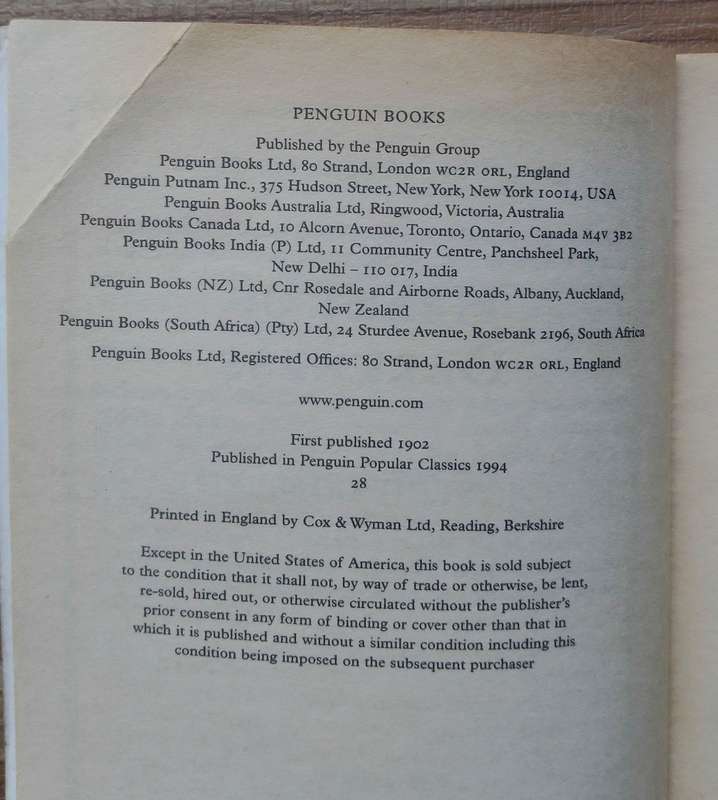 PENGUIN BOOKS
Published by the Penguin Group
Penguin Books Ltd, 80 Strand, London WC2R 0RL, England
Penguin Putnam Inc., 375 Hudson Street, New York, New York 10014, USA
Penguin Books Australia Ltd, Ringwood, Victoria, Australia
Penguin Books Canada Ltd, 10 Alcorn Avenue, Toronto, Ontario, Canada M4V 3B2
Penguin Books India (P) Ltd, 11 Community Centre, Panchsheel Park,
New Delhi – 110 017, India
Penguin Books (NZ) Ltd, Cnr Rosedale and Airborne Roads, Albany, Auckland,
New Zealand
Penguin Books (South Africa) (Pty) Ltd, 24 Sturdee Avenue, Rosebank 2196, South Africa
Penguin Books Ltd, Registered Offices: 80 Strand, London WC2R 0RL, England
www.penguin.com
First published 1902
Published in Penguin Popular Classics 1994
28
Printed in England by Cox & Wyman Ltd, Reading, Berkshire
Except in the United States of America, this book is sold subject
to the condition that it shall not, by way of trade or otherwise, be lent,
re-sold, hired out, or otherwise circulated without the publisher's
prior consent in any form of binding or cover other than that in
which it is published and without a similar condition including this
condition being imposed on the subsequent purchaser